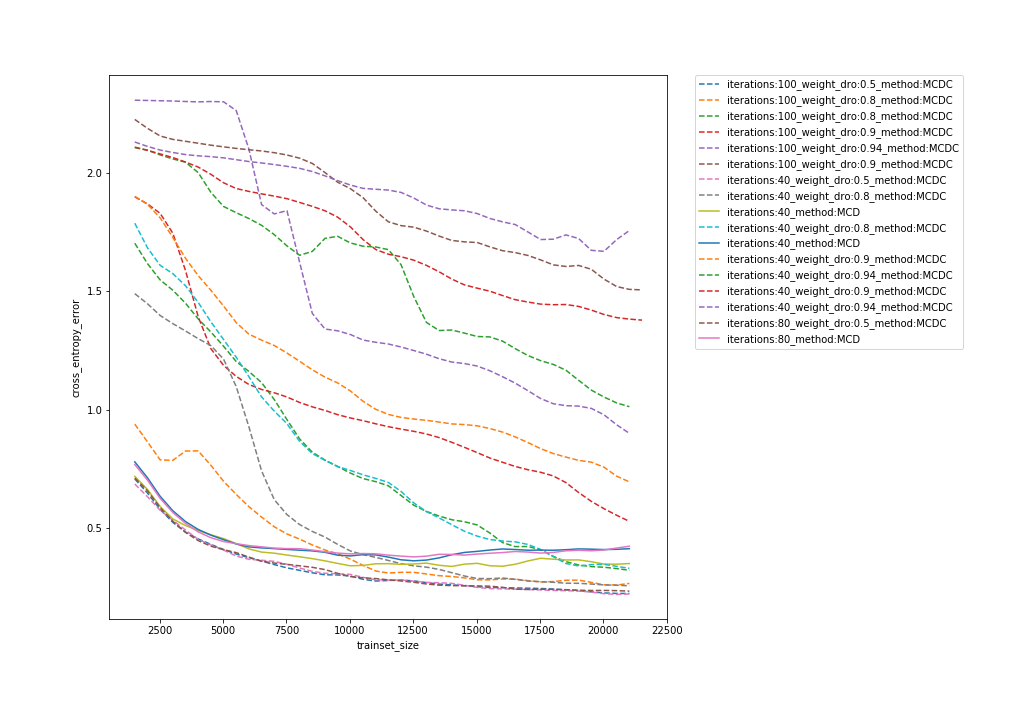 cross_entropy_error
2.0
1.5
1.0
0.5
2500 5000 7500 10000 12500 15000 17500 20000 22500
trainset_size
iterations:100_weight_dro:0.5_method:MCDC
iterations:100_weight_dro:0.8_method:MCDC
iterations:100_weight_dro:0.8_method:MCDC
iterations:100_weight_dro:0.9_method:MCDC
iterations:100_weight_dro:0.94_method:MCDC
iterations:100_weight_dro:0.9_method:MCDC
iterations:40_weight_dro:0.5_method:MCDC
iterations:40_weight_dro:0.8_method:MCDC
iterations:40_method:MCD
iterations:40_weight_dro:0.8_method:MCDC
iterations:40_method:MCD
iterations:40_weight_dro:0.9_method:MCDC
iterations:40_weight_dro:0.94_method:MCDC
iterations:40_weight_dro:0.9_method:MCDC
iterations:40_weight_dro:0.94_method:MCDC
iterations:80_weight_dro:0.5_method:MCDC
iterations:80_method:MCD